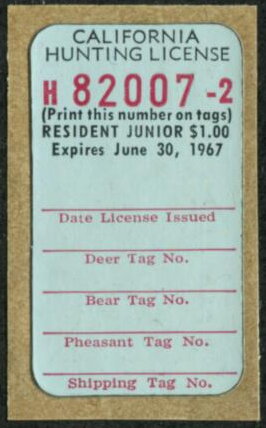 CALIFORNIA
HUNTING LICENSE
H 82007-2
(Print this number on tags)
RESIDENT JUNIOR $1.00
Expires June 30, 1967
Date License Issued
Deer Tag No.
Bear Tag No.
Pheasant Tag No.
Shipping Tag No.